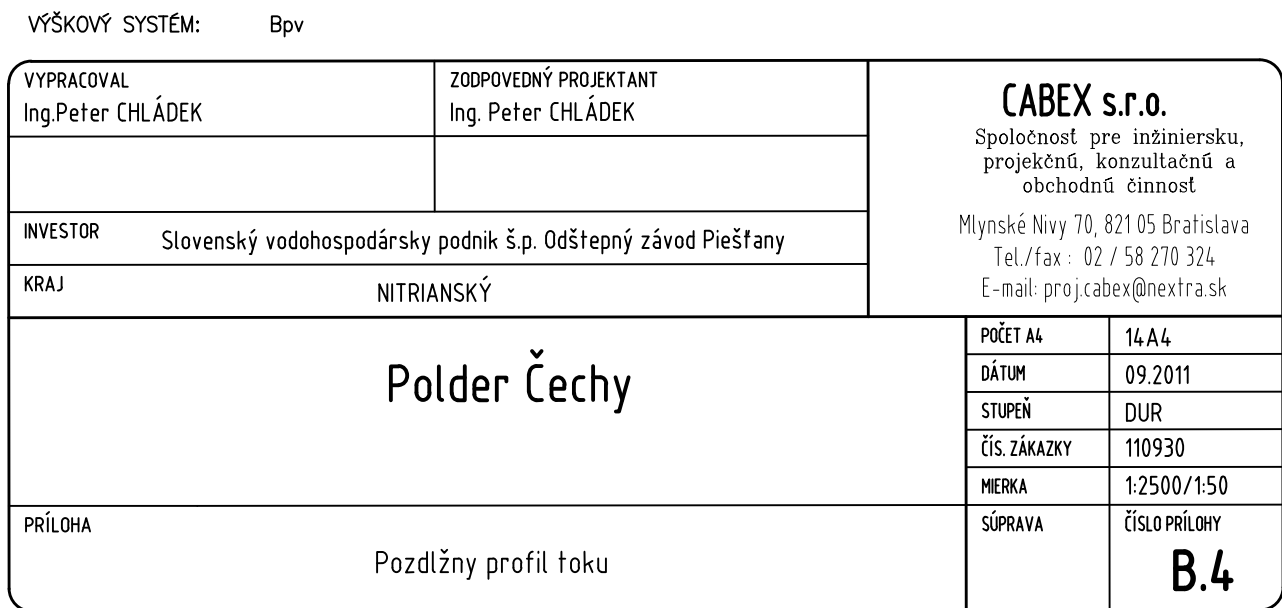 VÝŠKOVÝ SYSTÉM: Bpv
VYPRACOVAL
Ing.Peter CHLÁDEK
ZODPOVEDNÝ PROJEKTANT
Ing. Peter CHLÁDEK
CABEX s.r.o.
Spoločnosť pre inžiniersku,
projekčnú, konzultačnú a
obchodnú činnosť
Mlynské Nivy 70, 821 05 Bratislava
Tel./fax : 02 / 58 270 324
E-mail: proj.cabex@nextra.sk
INVESTOR Slovenský vodohospodársky podnik š.p. Odštepný závod Piešťany
KRAJ NITRIANSKÝ
Polder Čechy
POČET A4 14A4
DÁTUM 09.2011
STUPEŇ DUR
ČÍS. ZÁKAZKY 110930
MIERKA 1:2500/1:50
PRÍLOHA
Pozdĺžny profil toku
SÚPRAVA
ČÍSLO PRÍLOHY
B.4